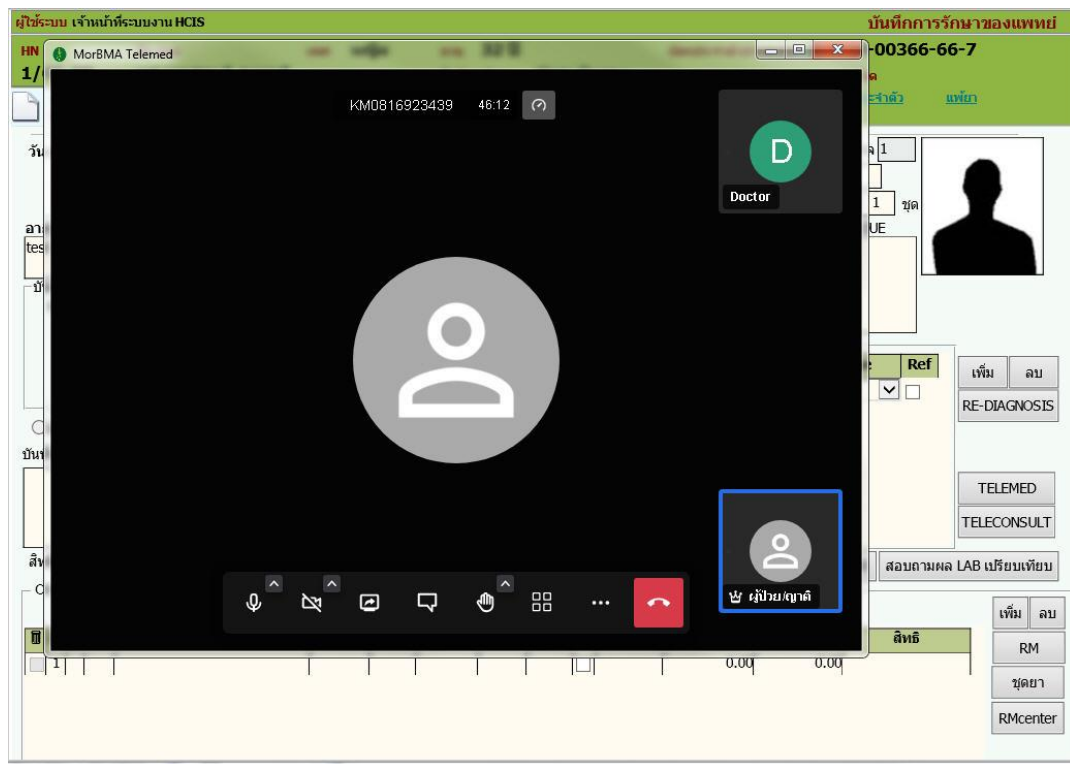 ผู้ใช้ระบบ เจ้าหน้าที่ระบบงาน HCIS
บันทึกการรักษาของแพทย์
HN
MorBMA Telemed
32 ปี
-00366-66-7
1/
แพ้ยา
KM0816923439 46:12
D
Doctor
วัน
1
1 ชุด
UE
tes
Ref
เพิ่ม ลบ
RE-DIAGNOSIS
TELEMED
TELECONSULT
สอบถามผล LAB เปรียบเทียบ
ผู้ป่วย/ญาติ
เพิ่ม ลบ
สิทธิ
RM
1 0.00 0.00
ชุดยา
RMcenter